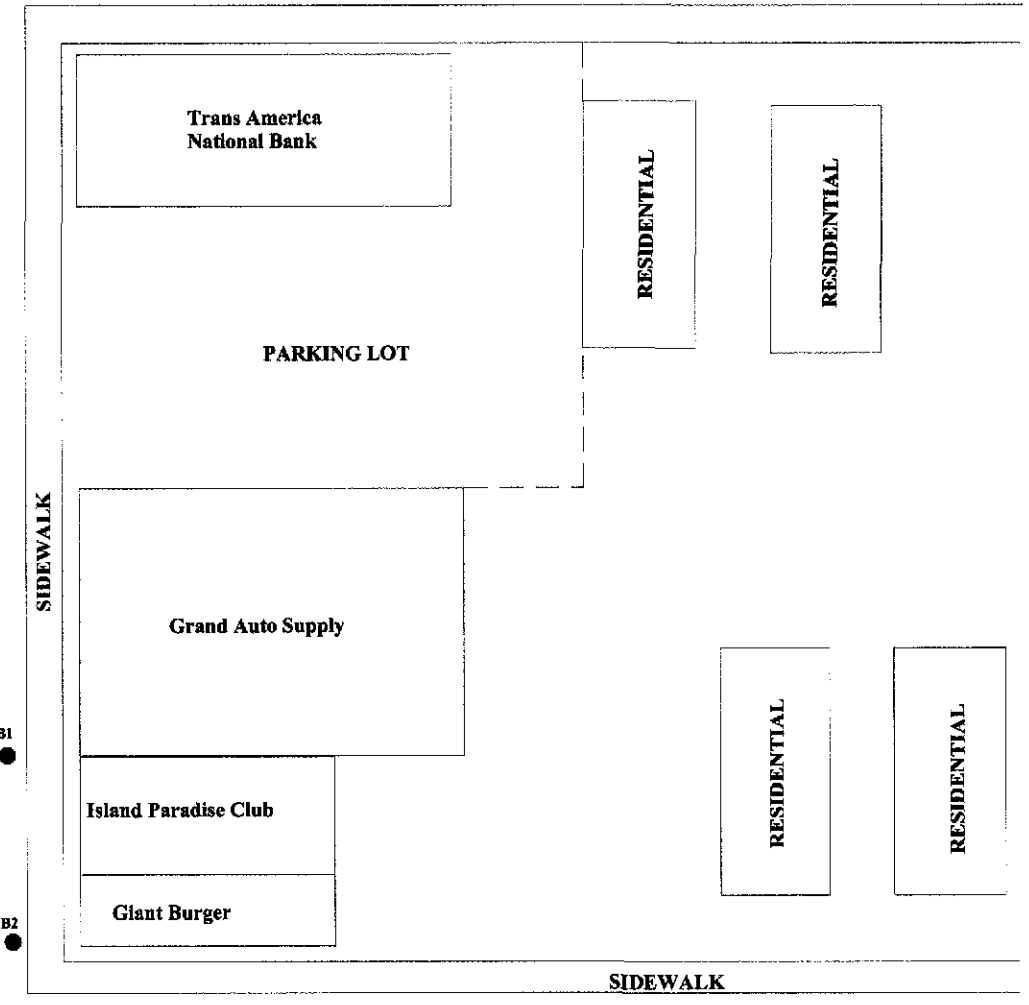 Trans America
National Bank
RESIDENTIAL
RESIDENTIAL
PARKING LOT
SIDEWALK
Grand Auto Supply
B1
RESIDENTIAL
RESIDENTIAL
Island Paradise Club
Giant Burger
B2
SIDEWALK